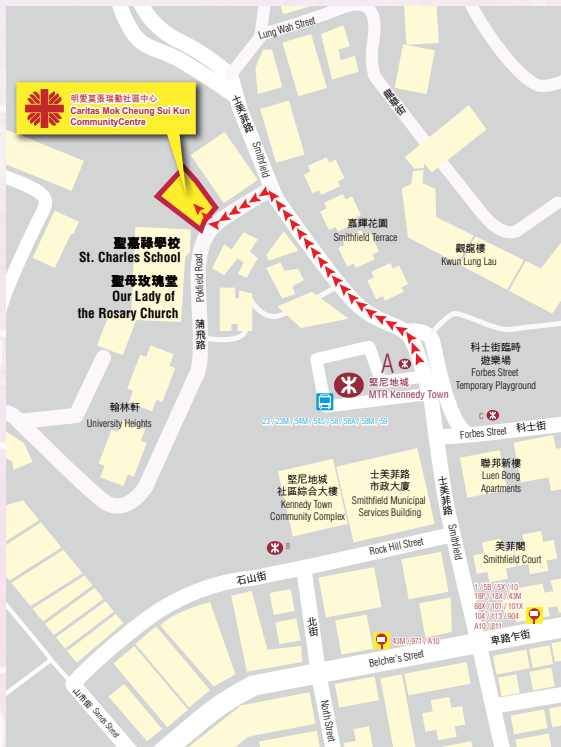 Lung Wah Street
龍華街
明愛莫張瑞勤社區中心
Caritas Mok Cheung Sui Kun
CommunityCentre
士美菲路
Smithfield
嘉輝花園
Smithfield Terrace
觀龍樓
Kwun Lung Lau
聖嘉祿學校
St. Charles School
聖母玫瑰堂
Our Lady of
the Rosary Church
Pokfield Road
蒲飛路
A
堅尼地城
MTR Kennedy Town
科士街臨時
遊樂場
Forbes Street
Temporary Playground
翰林軒
University Heights
23 / 23M / 54M / 54S / 58 / 58A / 58M / 59
C
Forbes Street
科士街
聯邦新樓
Luen Bong
Apartments
堅尼地城
社區綜合大樓
Kennedy Town
Community Complex
士美菲路
市政大廈
Smithfield Municipal
Services Building
士美菲路
Smithfield
美菲閣
Smithfield Court
B
Rock Hill Street
石山街
1 / 5B / 5X / 10
18P / 18X / 43M
88X / 101 / 101X
104 / 113 / 904
A10 / 811
北街
43M / 971 / A10
卑路乍街
Belcher's Street
山市街 Sands Street
North Street